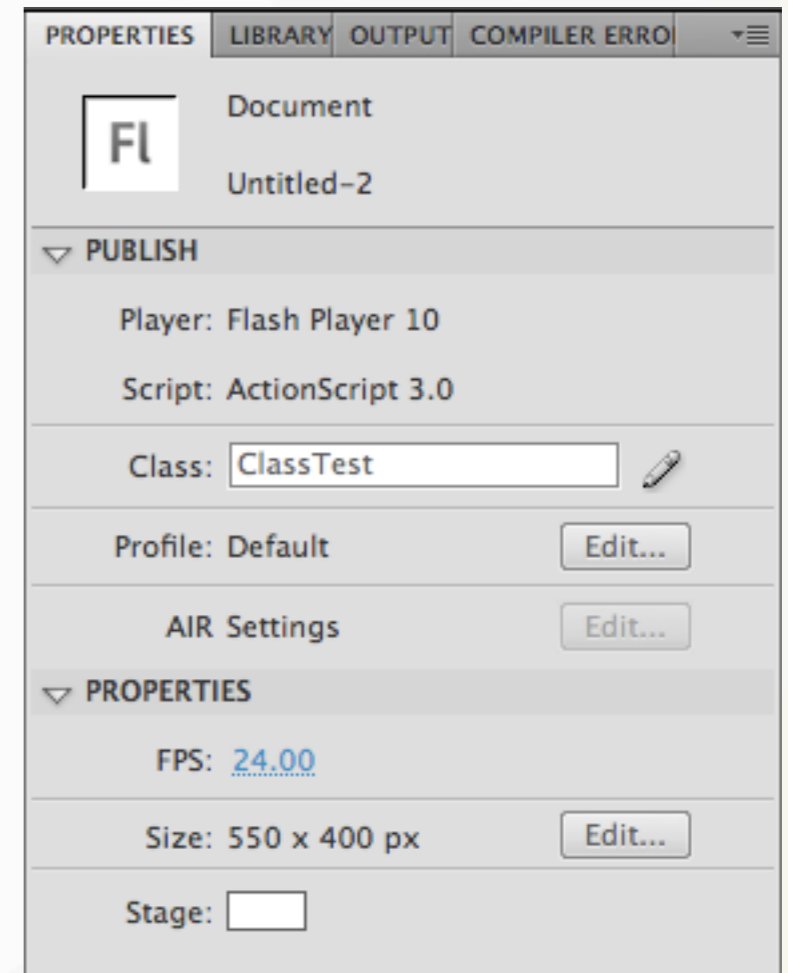 PROPERTIES LIBRARY OUTPUT COMPILER ERRO
Fl
Document
Untitled-2
PUBLISH
Player: Flash Player 10
Script: ActionScript 3.0
Class: ClassTest
Profile: Default Edit...
AIR Settings Edit...
PROPERTIES
FPS: 24.00
Size: 550 x 400 px Edit...
Stage: